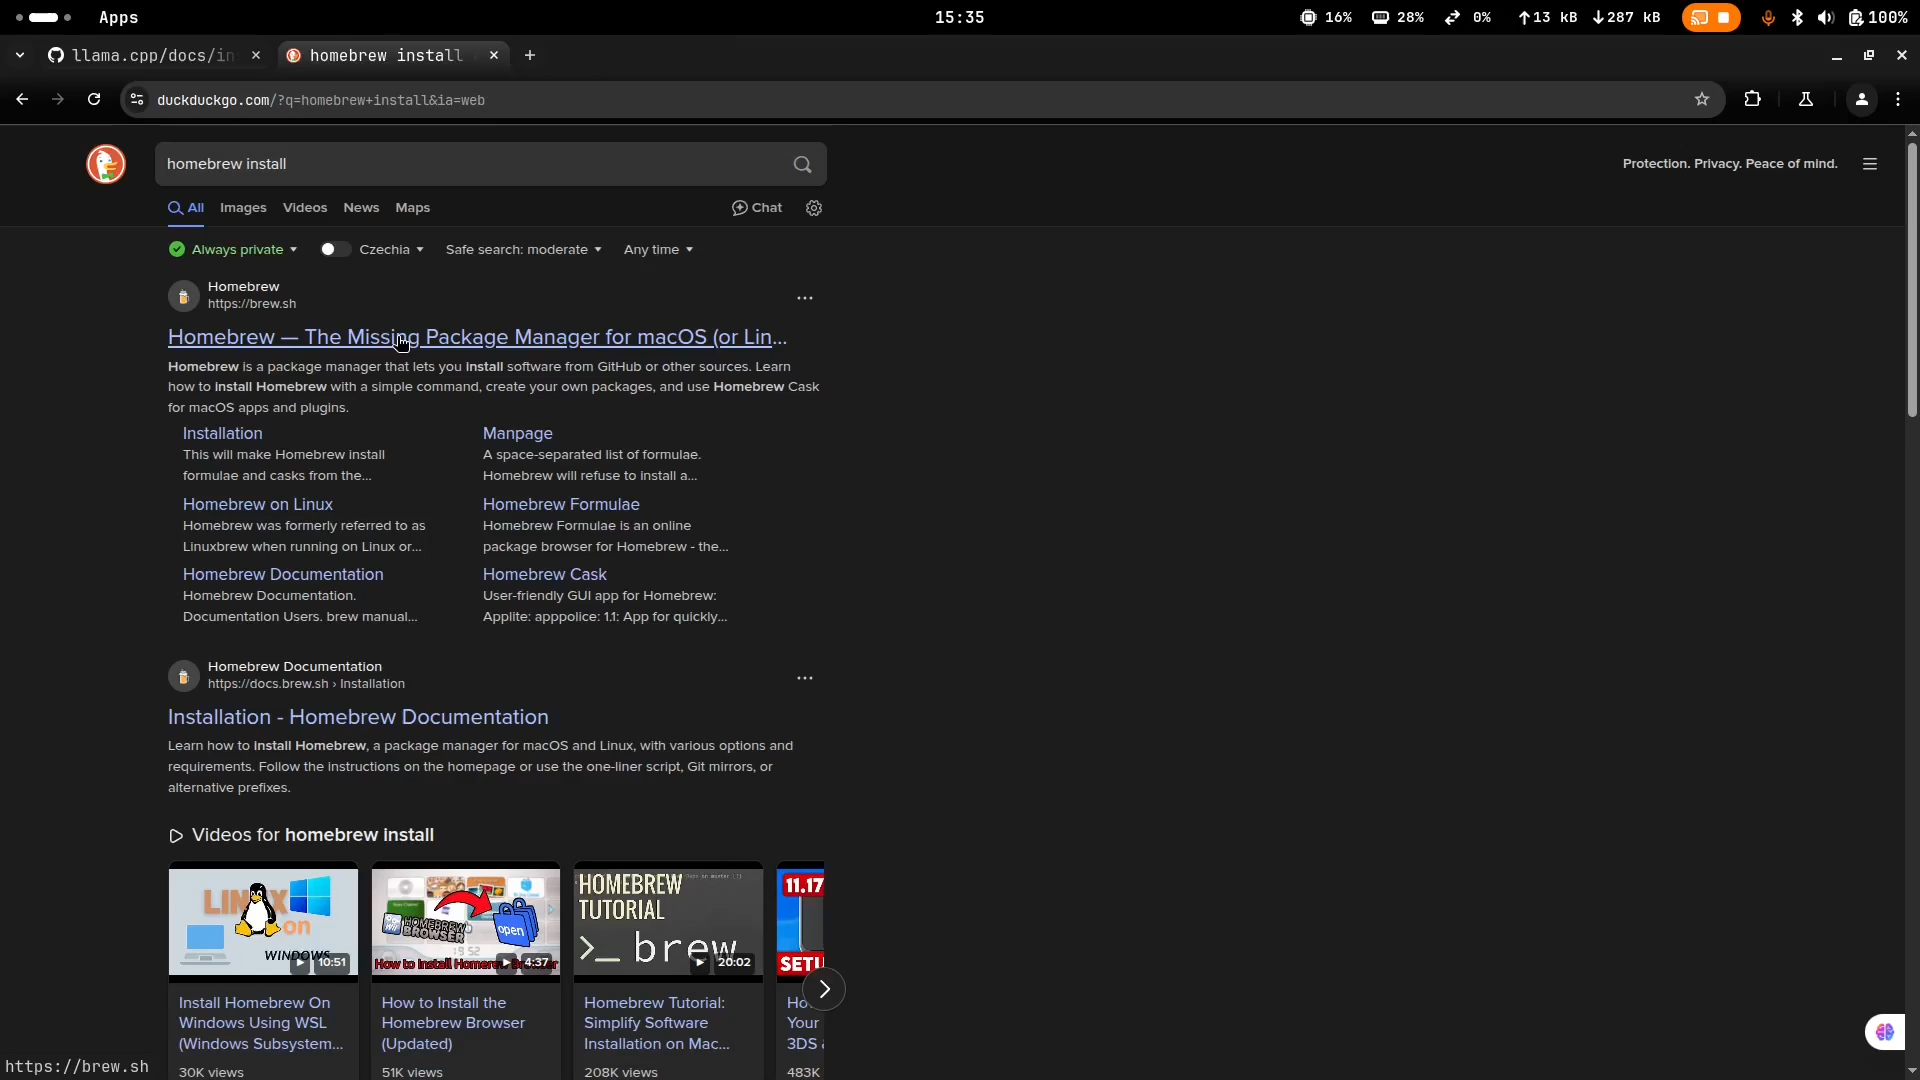 Apps
15:35
16% 28% 0% ↑13 kB ↓287 kB 100%
llama.cpp/docs/in
homebrew install
duckduckgo.com/?q=homebrew+install&ia=web
homebrew install
Protection. Privacy. Peace of mind.
All Images Videos News Maps Chat
Always private Czechia Safe search: moderate Any time
Homebrew
https://brew.sh
Homebrew — The Missing Package Manager for macOS (or Lin...
Homebrew is a package manager that lets you install software from GitHub or other sources. Learn
how to install Homebrew with a simple command, create your own packages, and use Homebrew Cask
for macOS apps and plugins.
Installation
This will make Homebrew install
formulae and casks from the...
Manpage
A space-separated list of formulae.
Homebrew will refuse to install a...
Homebrew on Linux
Homebrew was formerly referred to as
Linuxbrew when running on Linux or...
Homebrew Formulae
Homebrew Formulae is an online
package browser for Homebrew - the...
Homebrew Documentation
Homebrew Documentation.
Documentation Users. brew manual...
Homebrew Cask
User-friendly GUI app for Homebrew:
Applite: apppolice: 1.1: App for quickly...
Homebrew Documentation
https://docs.brew.sh › Installation
Installation - Homebrew Documentation
Learn how to install Homebrew, a package manager for macOS and Linux, with various options and
requirements. Follow the instructions on the homepage or use the one-liner script, Git mirrors, or
alternative prefixes.
Videos for homebrew install
LINUX
on
WINDOWS
10:51
Install Homebrew On
Windows Using WSL
(Windows Subsystem...
30K views
HOMEBREW
BROWSER
open
4:37
How to Install the
Homebrew Browser
(Updated)
51K views
HOMEBREW
TUTORIAL
>_ brew
20:02
Homebrew Tutorial:
Simplify Software
Installation on Mac...
208K views
11.17
SETU
Ho
Your
3DS
483K
https://brew.sh